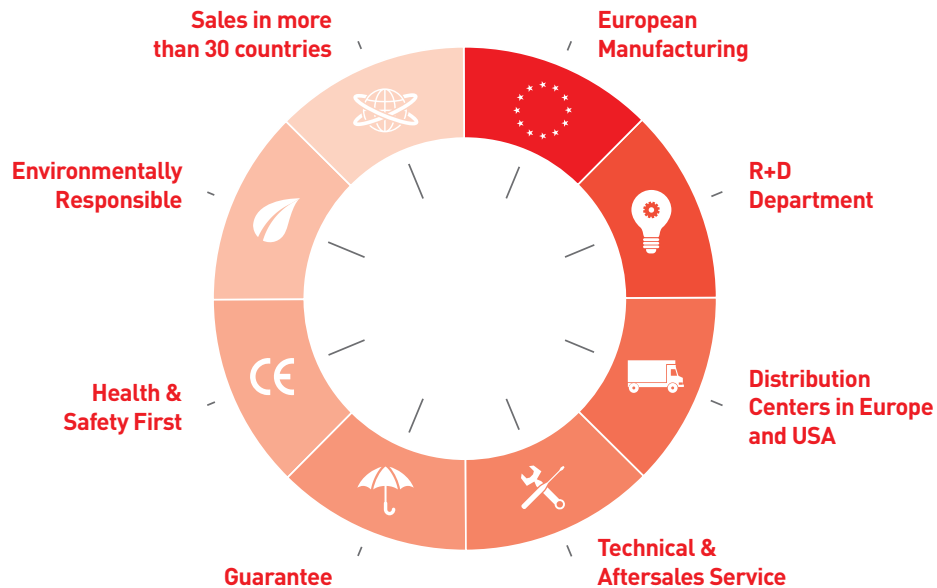 Sales in more
than 30 countries
European
Manufacturing
Environmentally
Responsible
R+D
Department
CE
Health &
Safety First
Distribution
Centers in Europe
and USA
Guarantee
Technical &
Aftersales Service